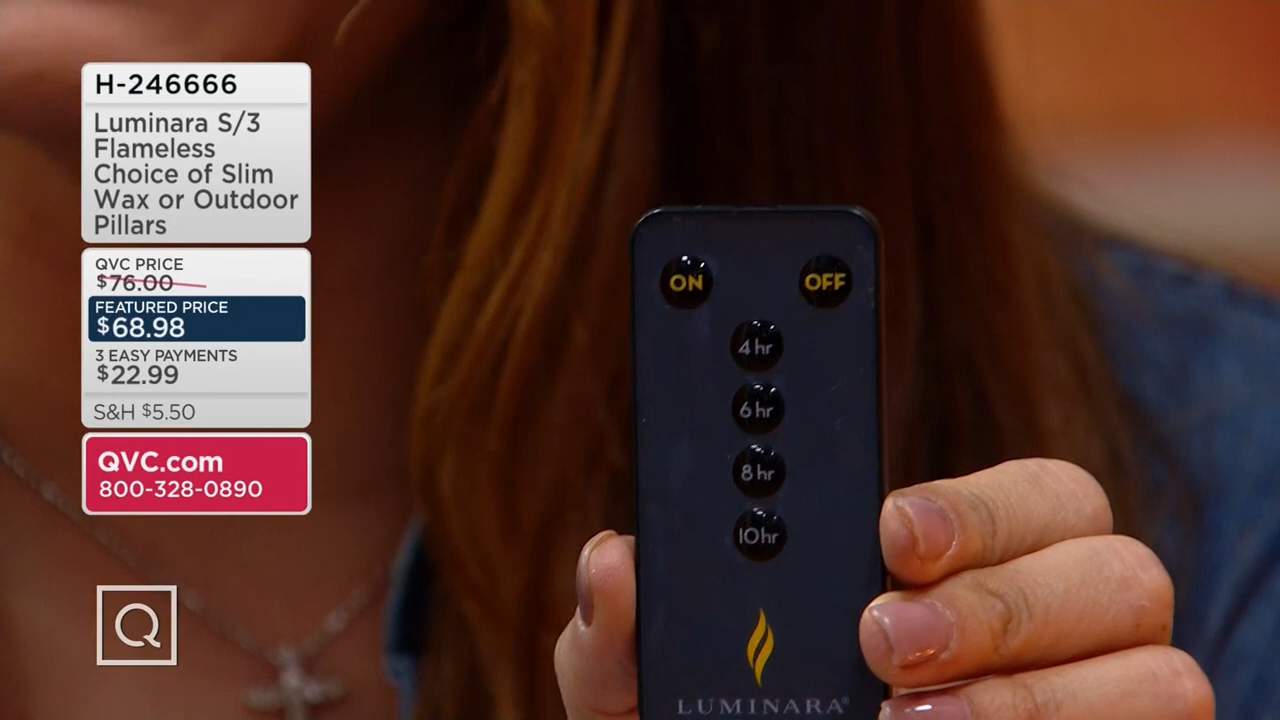 H-246666
Luminara S/3
Flameless
Choice of Slim
Wax or Outdoor
Pillars
QVC PRICE
$76.00
FEATURED PRICE
$68.98
3 EASY PAYMENTS
$22.99
S&H $5.50
QVC.com
800-328-0890
Q
ON OFF
4 hr
6 hr
8 hr
10 hr
LUMINARA®